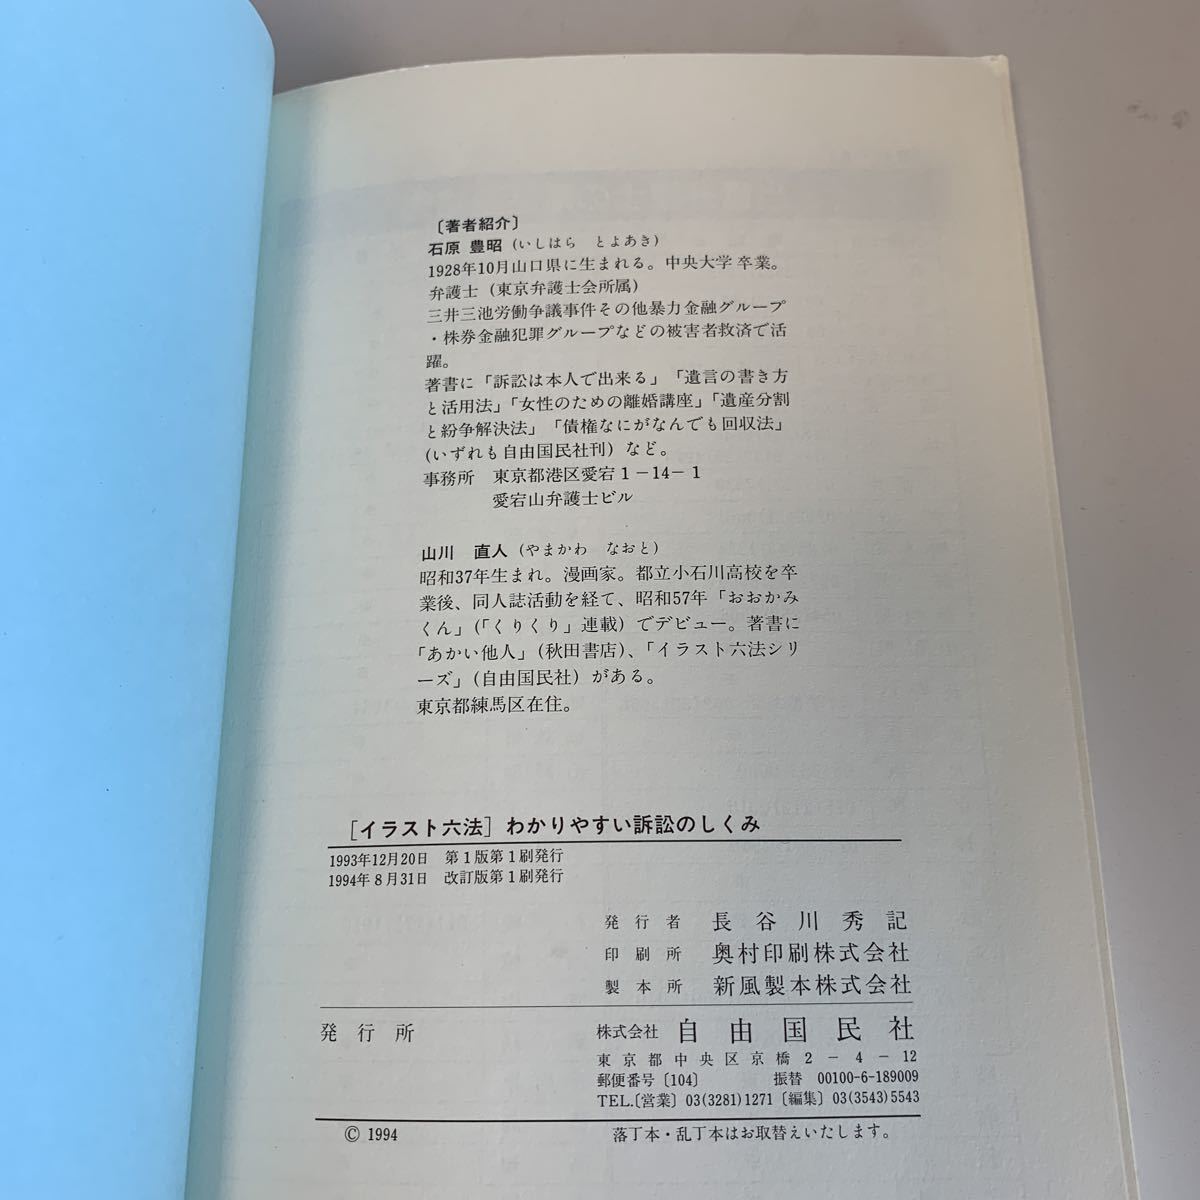 〔著者紹介〕
石原 豊昭(いしはら とよあき)
1928年10月山口県に生まれる。中央大学卒業。
弁護士(東京弁護士会所属)
三井三池労働争議事件その他暴力金融グループ
・株券金融犯罪グループなどの被害者救済で活
躍。
著書に「訴訟は本人で出来る」「遺言の書き方
と活用法」「女性のための離婚講座」「遺産分割
と紛争解決法」「債権なにがなんでも回収法」
(いずれも自由国民社刊)など。
事務所 東京都港区愛宕1-14-1
愛宕山弁護士ビル
山川 直人(やまかわ なおと)
昭和37年生まれ。漫画家。都立小石川高校を卒
業後、同人誌活動を経て、昭和57年「おおかみ
くん」(「くりくり」連載)でデビュー。著書に
「あかい他人」(秋田書店)、「イラスト六法シリ
ーズ」(自由国民社)がある。
東京都練馬区在住。
[イラスト六法] わかりやすい訴訟のしくみ
1993年12月20日 第1版第1刷発行
1994年8月31日 改訂版第1刷発行
発行者 長谷川秀記
印刷所 奥村印刷株式会社
製本所 新風製本株式会社
発行所 株式会社 自由国民社
東京都中央区京橋2-4-12
郵便番号〔104〕 振替 00100-6-189009
TEL.〔営業〕03(3281)1271〔編集〕03(3543)5543
© 1994 落丁本・乱丁本はお取替えいたします。